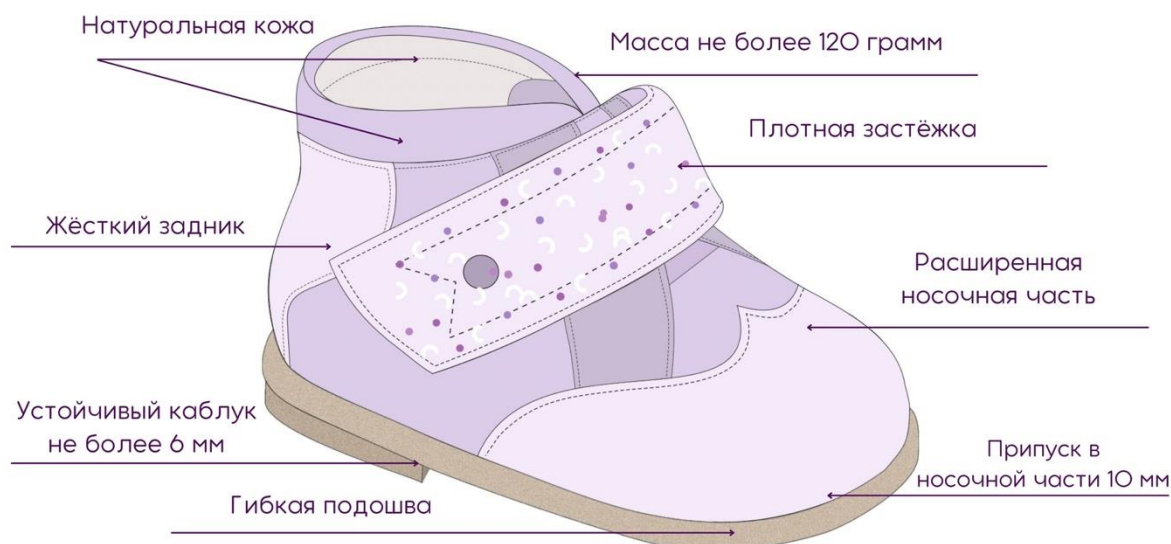 Натуральная кожа
Масса не более 120 грамм
Плотная застёжка
Жёсткий задник
Расширенная
носочная часть
Устойчивый каблук
не более 6 мм
Припуск в
носочной части 10 мм
Гибкая подошва